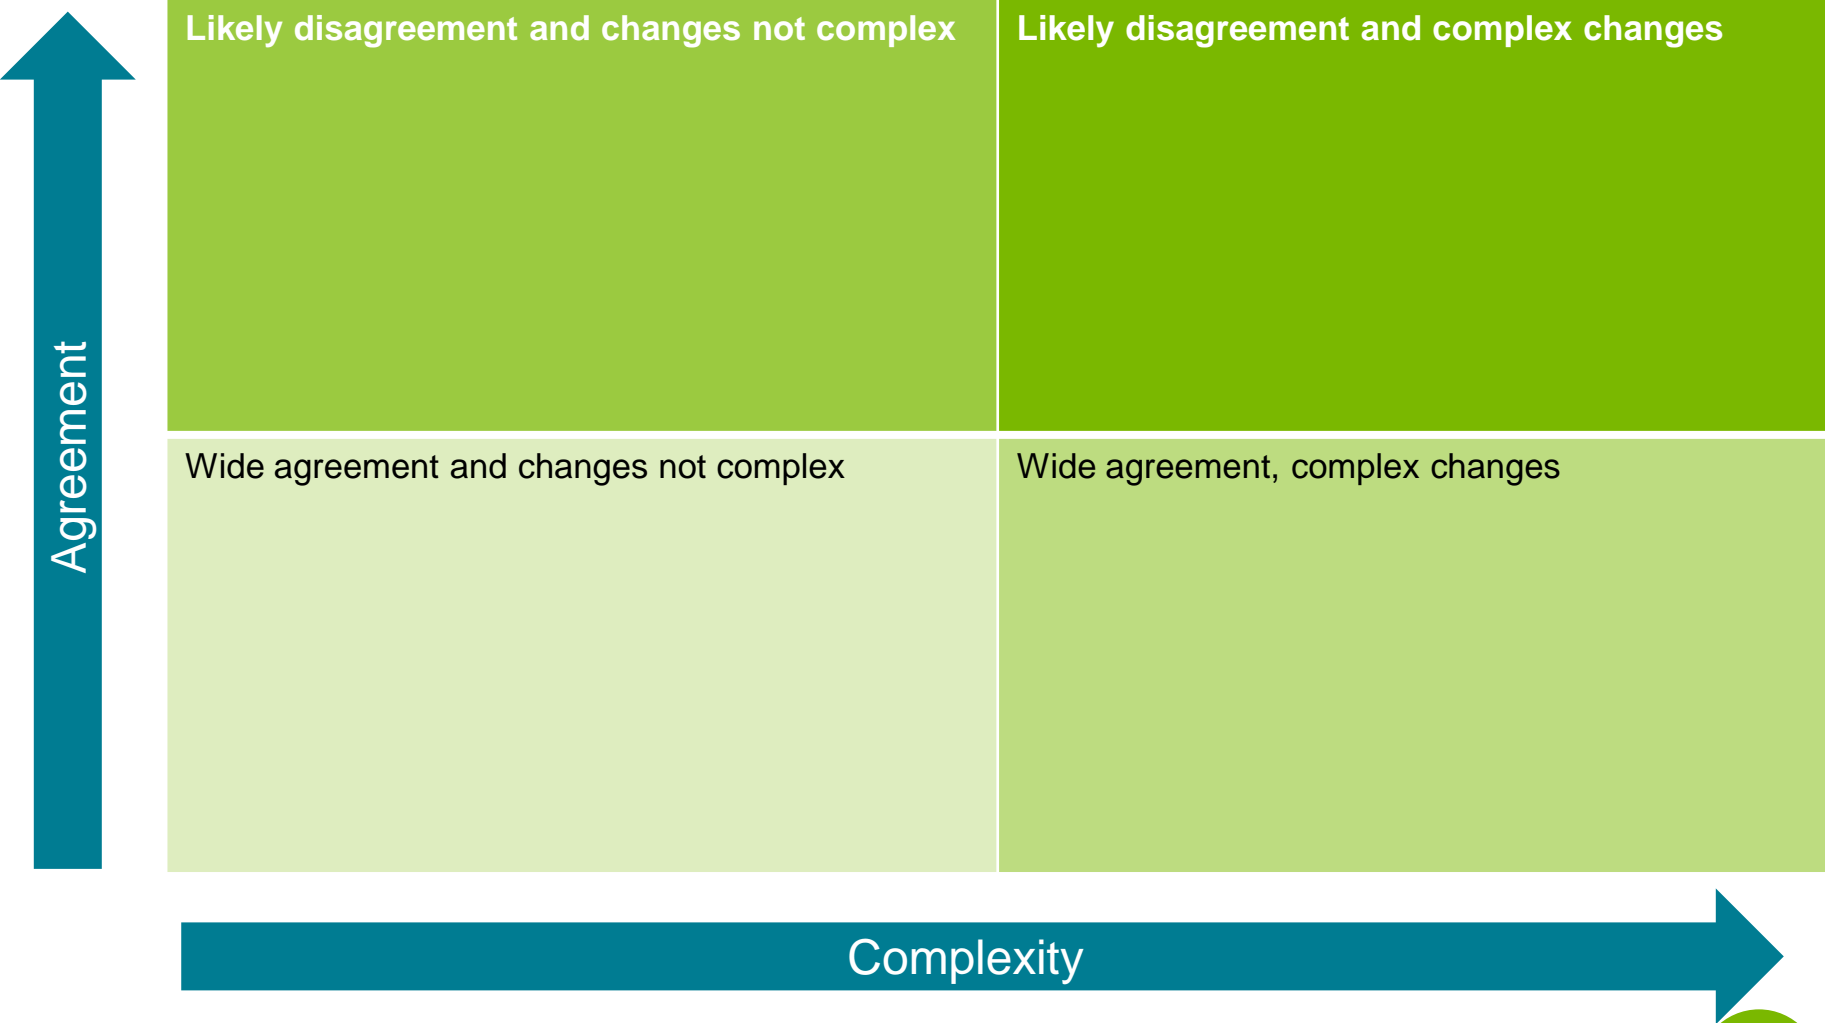 Likely disagreement and changes not complex
Likely disagreement and complex changes
Agreement
Wide agreement and changes not complex
Wide agreement, complex changes
Complexity